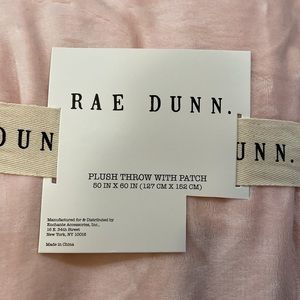 RAE DUNN.
DUN
UNN.
PLUSH THROW WITH PATCH
50 IN X 60 IN (127 CM X 152 CM)
Manufactured for & Distributed by
Enchante Accessories, Inc.,
16 E. 34th Street
New York, NY 10016
Made in China